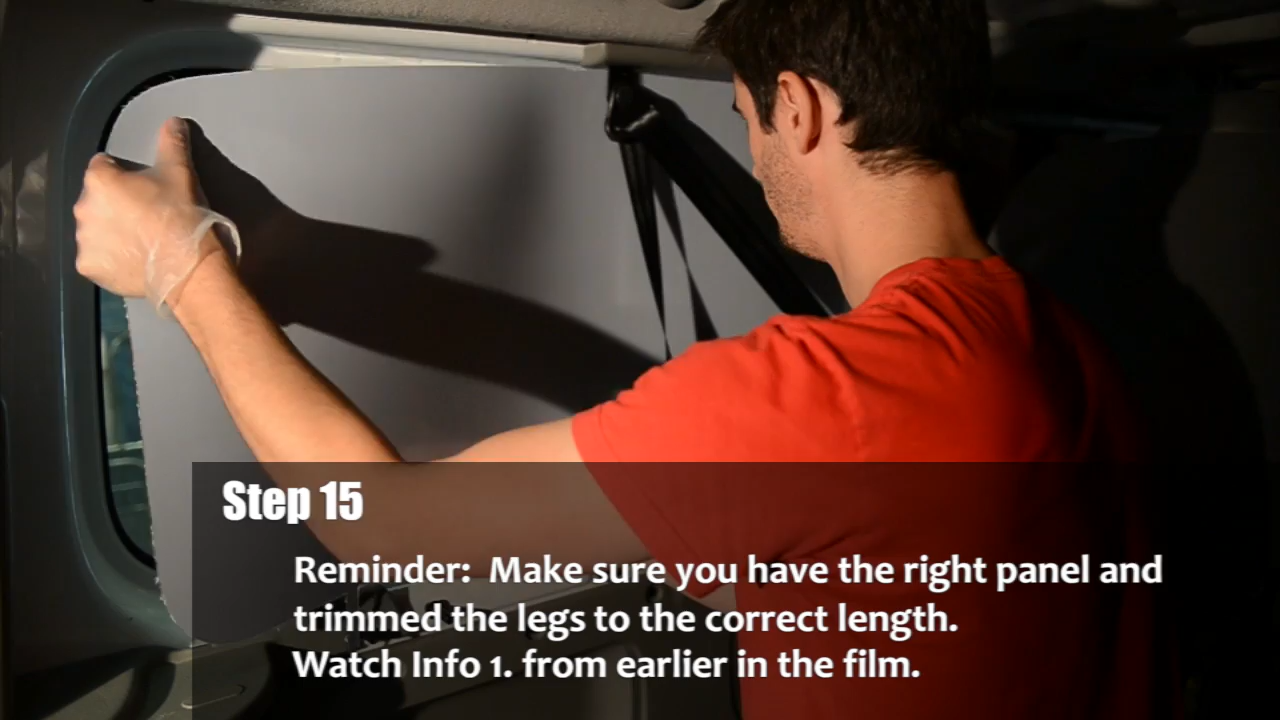 Step 15
Reminder:  Make sure you have the right panel and
trimmed the legs to the correct length.
Watch Info 1. from earlier in the film.